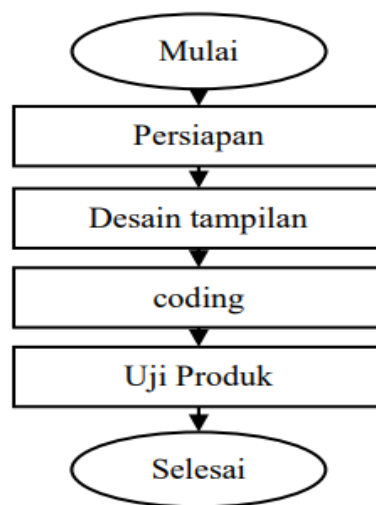 Mulai
Persiapan
Desain tampilan
coding
Uji Produk
Selesai